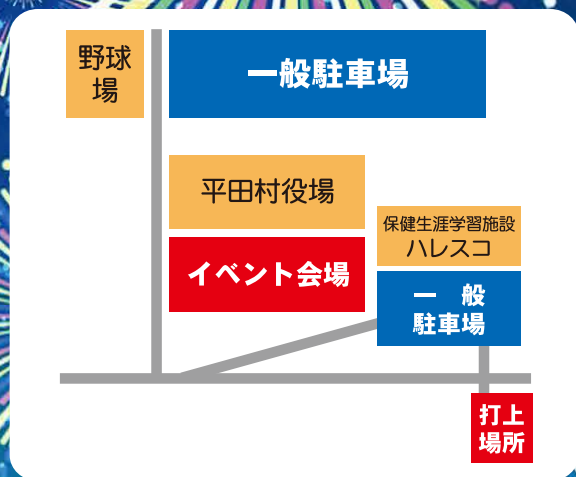 野球
場
一般駐車場
平田村役場
保健生涯学習施設
ハレスコ
イベント会場
一　般
駐車場
打上
場所